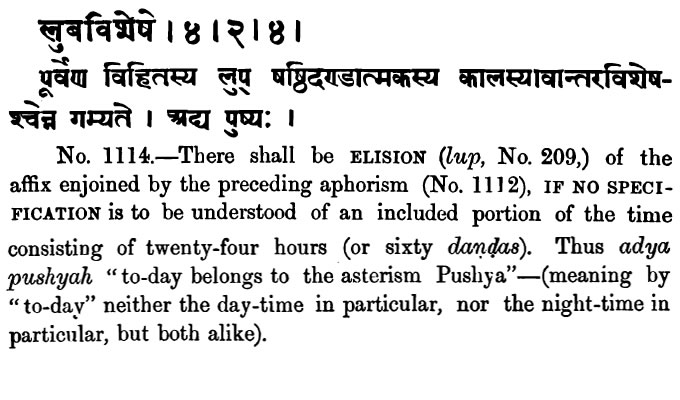 लुबविशेषे । ४ । २ । ४ ।
पूर्वेण विहितस्य लुप् षष्ठिदण्डात्मकस्य कालस्यावान्तरविशेष-
श्चेन्न गम्यते । अद्य पुष्यः ।
No. 1114.—There shall be ELISION (lup, No. 209,) of the
affix enjoined by the preceding aphorism (No. 1112), IF NO SPECI-
FICATION is to be understood of an included portion of the time
consisting of twenty-four hours (or sixty daṇḍas). Thus adya
pushyah "to-day belongs to the asterism Pushya"—(meaning by
"to-day" neither the day-time in particular, nor the night-time in
particular, but both alike).